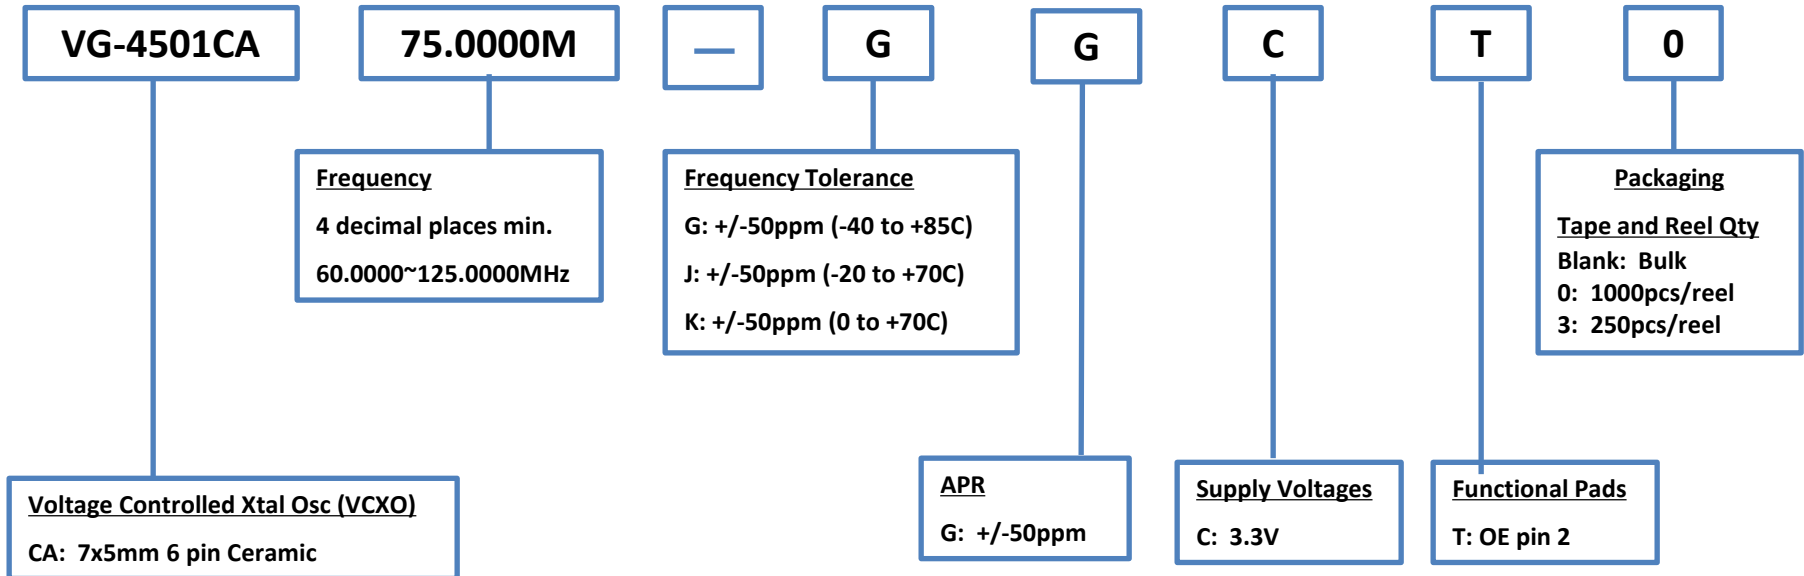 VG-4501CA 75.0000M — G G C T 0
Frequency
4 decimal places min.
60.0000~125.0000MHz
Frequency Tolerance
G: +/-50ppm (-40 to +85C)
J: +/-50ppm (-20 to +70C)
K: +/-50ppm (0 to +70C)
Packaging
Tape and Reel Qty
Blank: Bulk
0: 1000pcs/reel
3: 250pcs/reel
Voltage Controlled Xtal Osc (VCXO)
CA: 7x5mm 6 pin Ceramic
APR
G: +/-50ppm
Supply Voltages
C: 3.3V
Functional Pads
T: OE pin 2